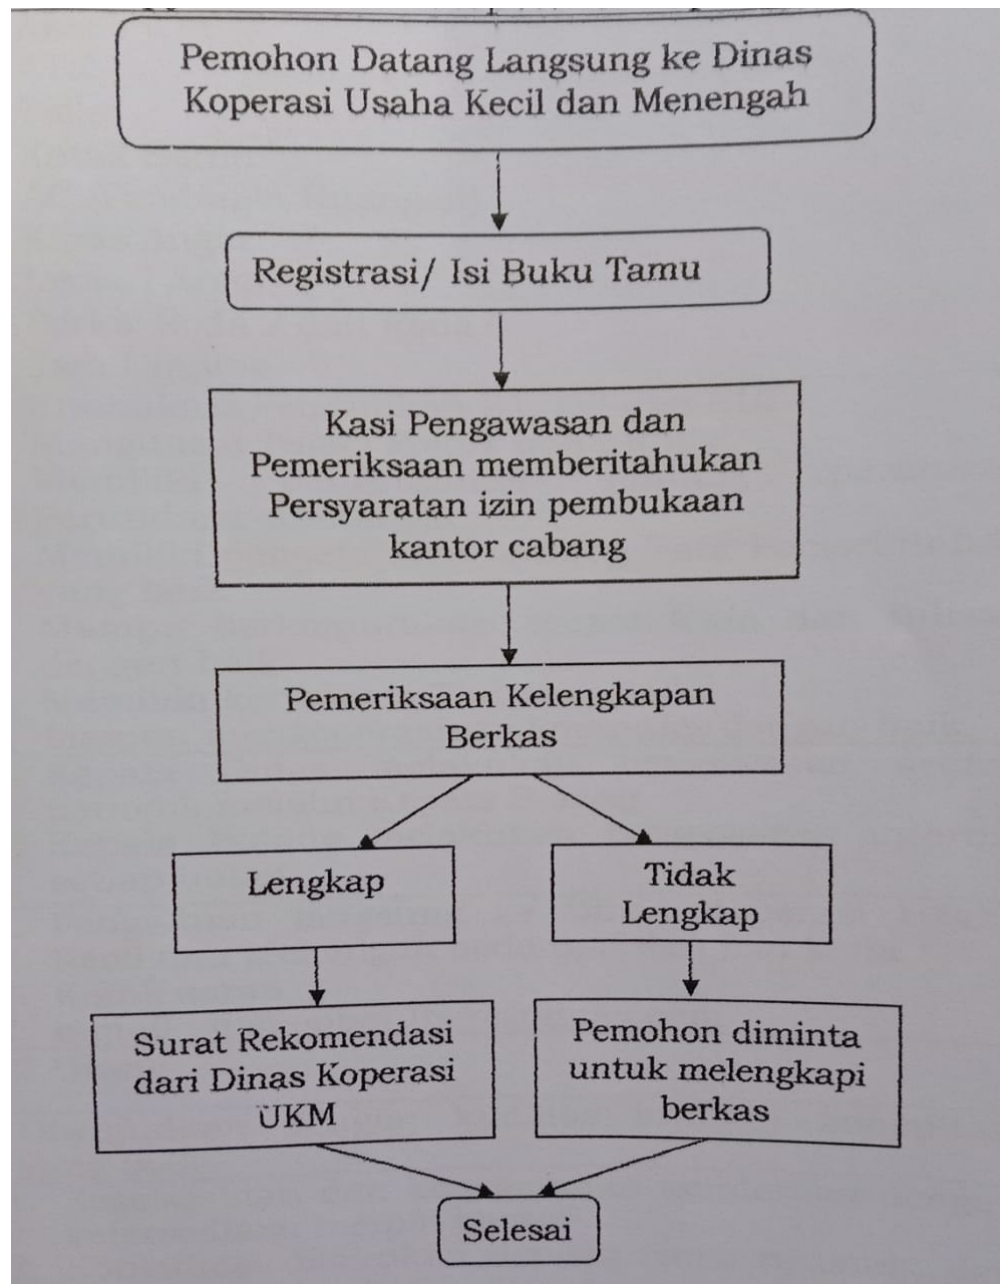 Pemohon Datang Langsung ke Dinas
Koperasi Usaha Kecil dan Menengah
Registrasi/ Isi Buku Tamu
Kasi Pengawasan dan
Pemeriksaan memberitahukan
Persyaratan izin pembukaan
kantor cabang
Pemeriksaan Kelengkapan
Berkas
Lengkap
Tidak
Lengkap
Surat Rekomendasi
dari Dinas Koperasi
UKM
Pemohon diminta
untuk melengkapi
berkas
Selesai